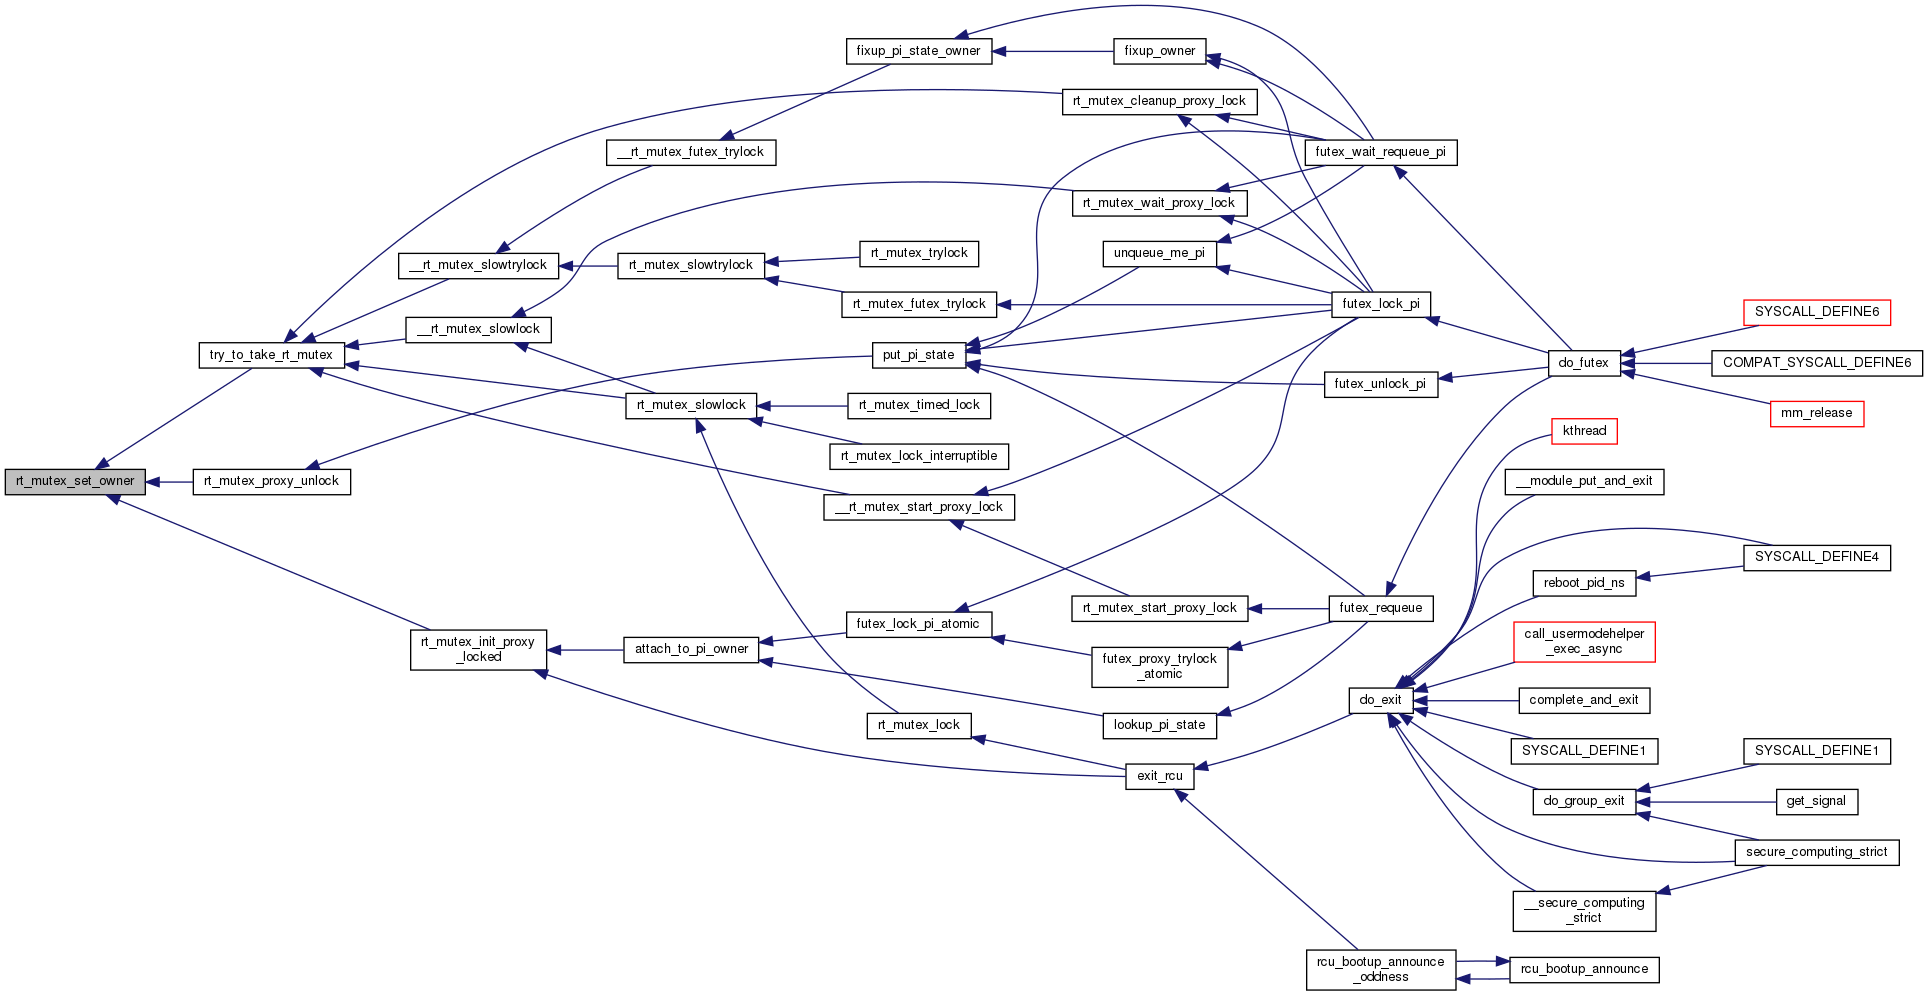 fixup_pi_state_owner
fixup_owner
rt_mutex_cleanup_proxy_lock
__rt_mutex_futex_trylock
futex_wait_requeue_pi
rt_mutex_wait_proxy_lock
__rt_mutex_slowtrylock
rt_mutex_slowtrylock
rt_mutex_trylock
unqueue_me_pi
rt_mutex_futex_trylock
futex_lock_pi
SYSCALL_DEFINE6
__rt_mutex_slowlock
try_to_take_rt_mutex
put_pi_state
do_futex
COMPAT_SYSCALL_DEFINE6
futex_unlock_pi
rt_mutex_slowlock
rt_mutex_timed_lock
mm_release
kthread
rt_mutex_lock_interruptible
rt_mutex_set_owner
rt_mutex_proxy_unlock
__module_put_and_exit
__rt_mutex_start_proxy_lock
SYSCALL_DEFINE4
reboot_pid_ns
rt_mutex_start_proxy_lock
futex_requeue
futex_lock_pi_atomic
call_usermodehelper
_exec_async
rt_mutex_init_proxy
_locked
attach_to_pi_owner
futex_proxy_trylock
_atomic
do_exit
complete_and_exit
rt_mutex_lock
lookup_pi_state
SYSCALL_DEFINE1
SYSCALL_DEFINE1
exit_rcu
do_group_exit
get_signal
secure_computing_strict
__secure_computing
_strict
rcu_bootup_announce
_oddness
rcu_bootup_announce